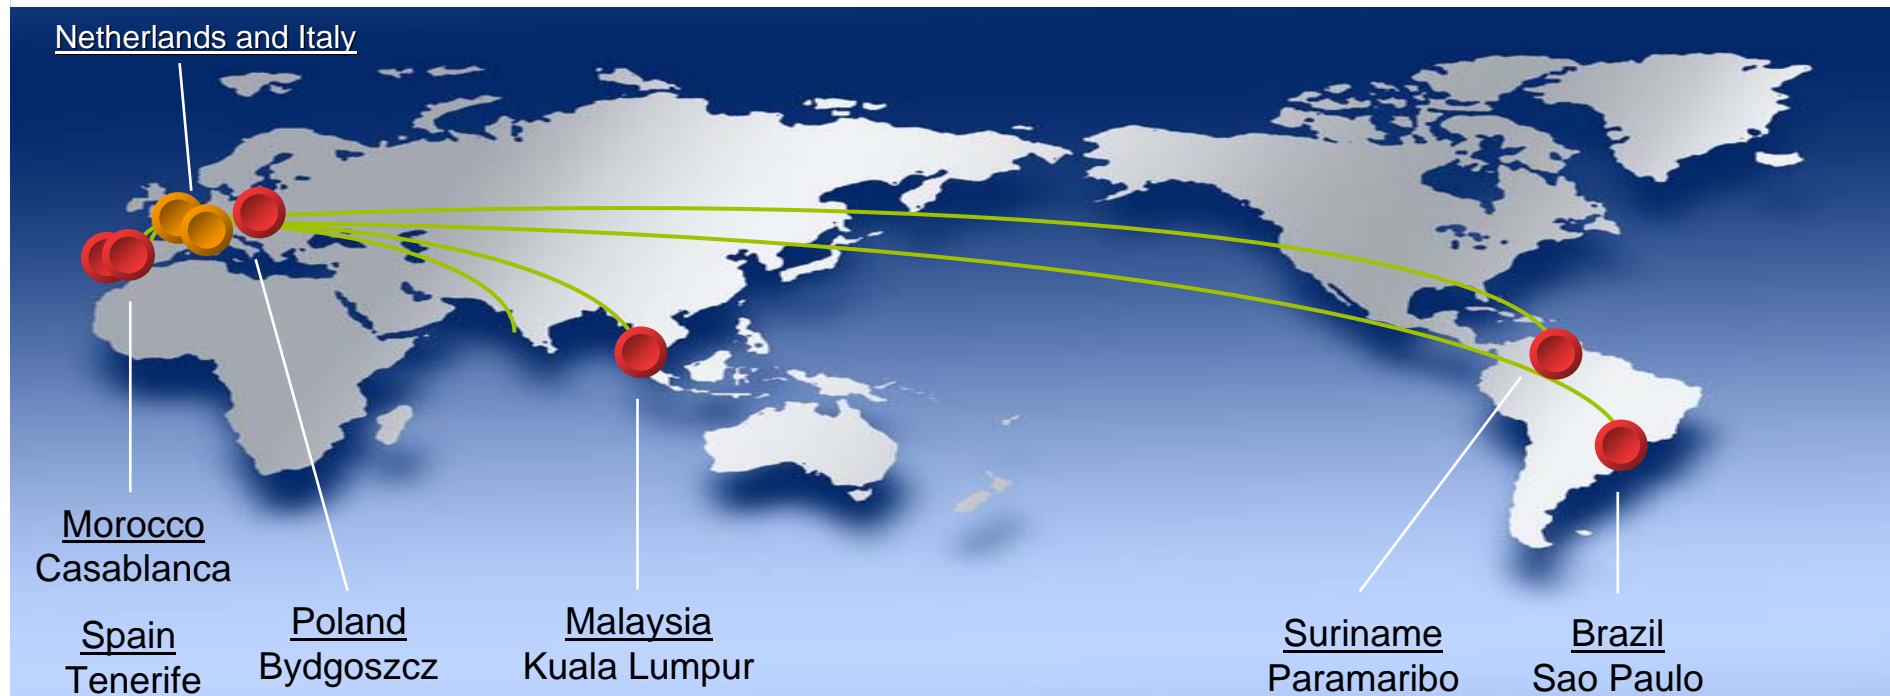 Netherlands and Italy
Morocco
Casablanca
Spain
Tenerife
Poland
Bydgoszcz
Malaysia
Kuala Lumpur
Suriname
Paramaribo
Brazil
Sao Paulo